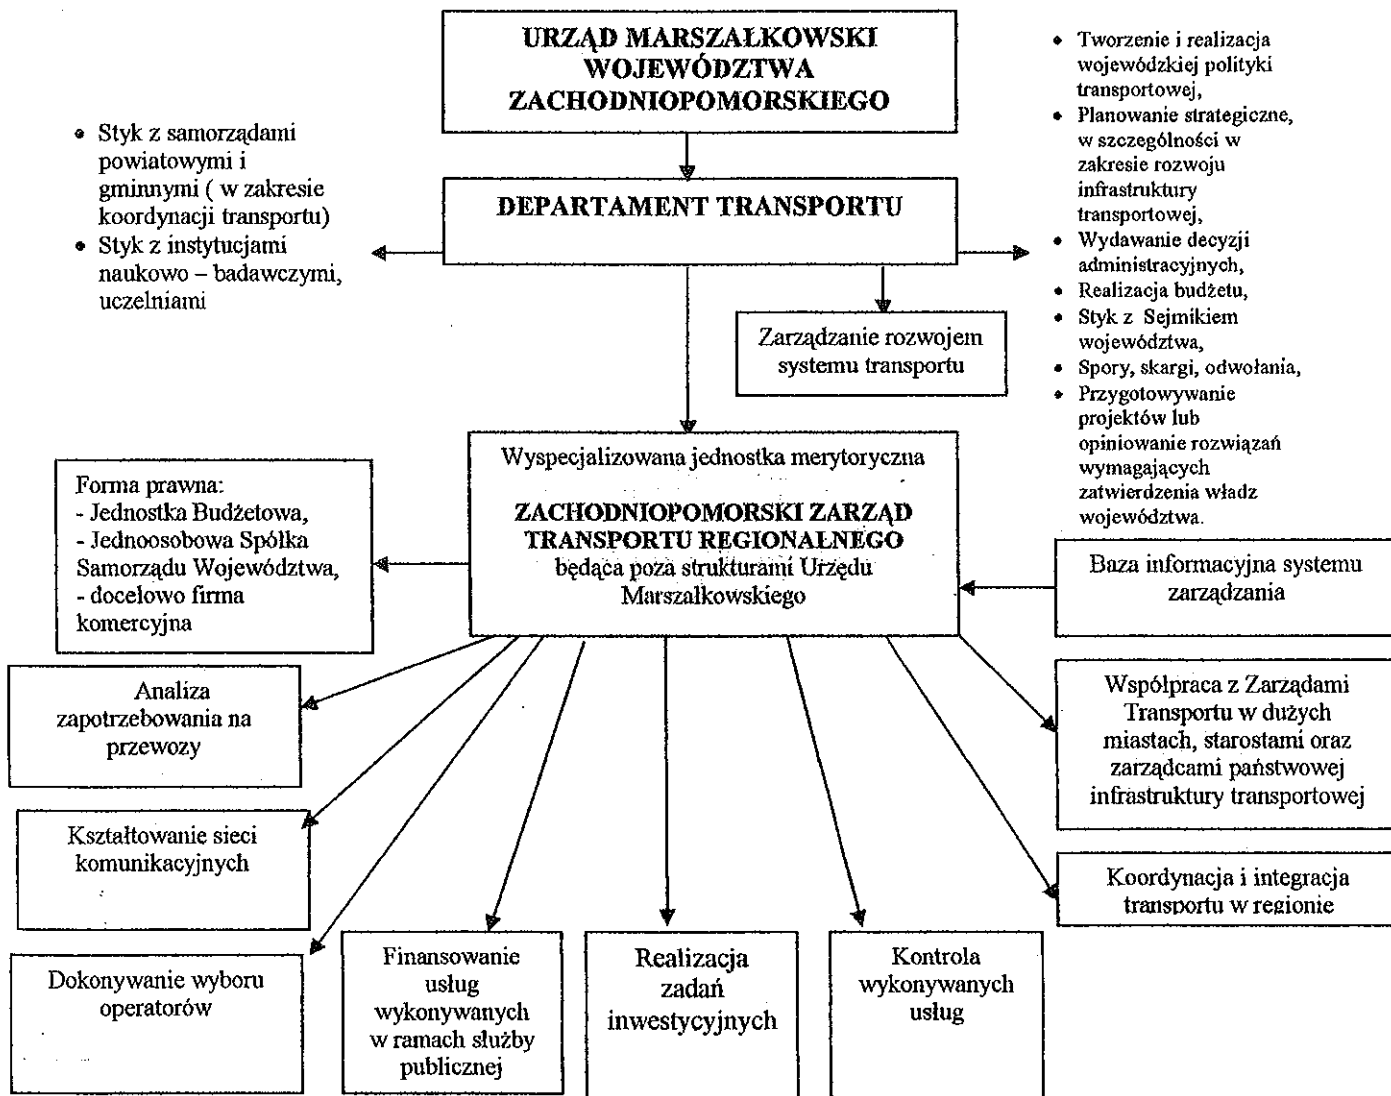 URZĄD MARSZAŁKOWSKI
WOJEWÓDZTWA
ZACHODNIOPOMORSKIEGO
• Styk z samorządami
powiatowymi i
gminnymi ( w zakresie
koordynacji transportu)
• Styk z instytucjami
naukowo – badawczymi,
uczelniami
DEPARTAMENT TRANSPORTU
• Tworzenie i realizacja
wojewódzkiej polityki
transportowej,
• Planowanie strategiczne,
w szczególności w
zakresie rozwoju
infrastruktury
transportowej,
• Wydawanie decyzji
administracyjnych,
• Realizacja budżetu,
• Styk z Sejmikiem
województwa,
• Spory, skargi, odwołania,
• Przygotowywanie
projektów lub
opiniowanie rozwiązań
wymagających
zatwierdzenia władz
województwa.
Zarządzanie rozwojem
systemu transportu
Forma prawna:
- Jednostka Budżetowa,
- Jednoosobowa Spółka
Samorządu Województwa,
- docelowo firma
komercyjna
Wyspecjalizowana jednostka merytoryczna
ZACHODNIOPOMORSKI ZARZĄD
TRANSPORTU REGIONALNEGO
będąca poza strukturami Urzędu
Marszałkowskiego
Baza informacyjna systemu
zarządzania
Analiza
zapotrzebowania na
przewozy
Współpraca z Zarządami
Transportu w dużych
miastach, starostami oraz
zarządcami państwowej
infrastruktury transportowej
Kształtowanie sieci
komunikacyjnych
Koordynacja i integracja
transportu w regionie
Dokonywanie wyboru
operatorów
Finansowanie
usług
wykonywanych
w ramach służby
publicznej
Realizacja
zadań
inwestycyjnych
Kontrola
wykonywanych
usług